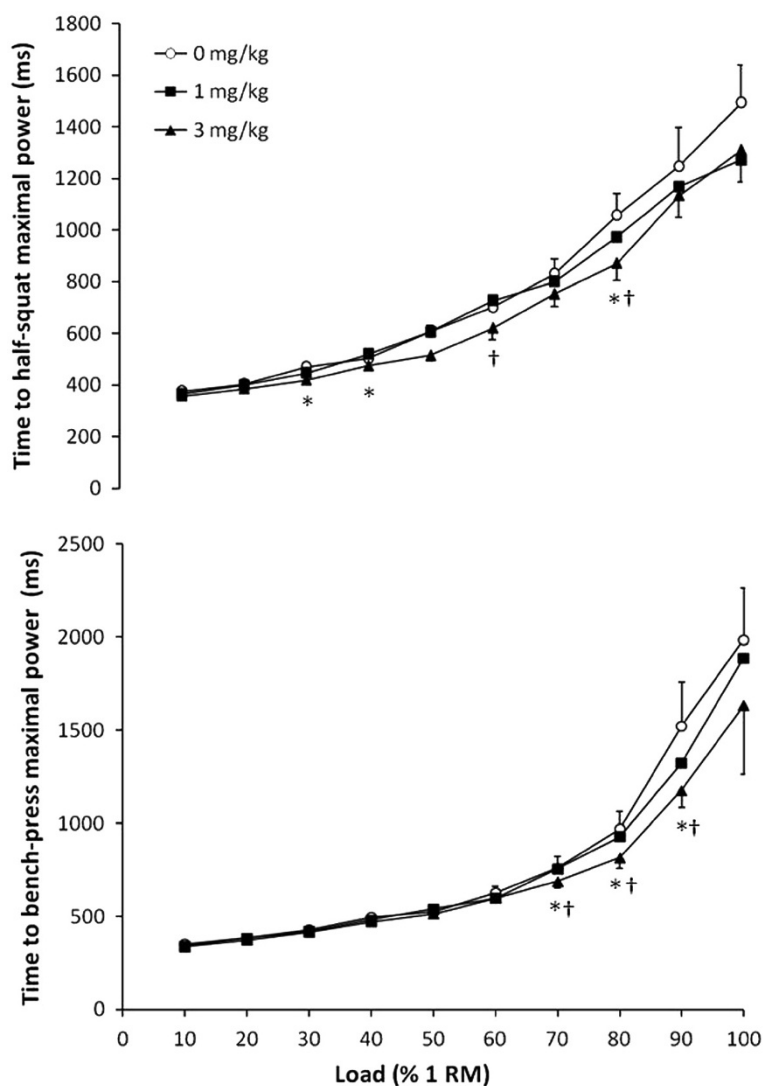 Time to half-squat maximal power (ms)
1800
1600
1400
1200
1000
800
600
400
200
0
0 mg/kg
1 mg/kg
3 mg/kg
* * † *†
Time to bench-press maximal power (ms)
2500
2000
1500
1000
500
0
*† *† *†
0 10 20 30 40 50 60 70 80 90 100
Load (% 1 RM)